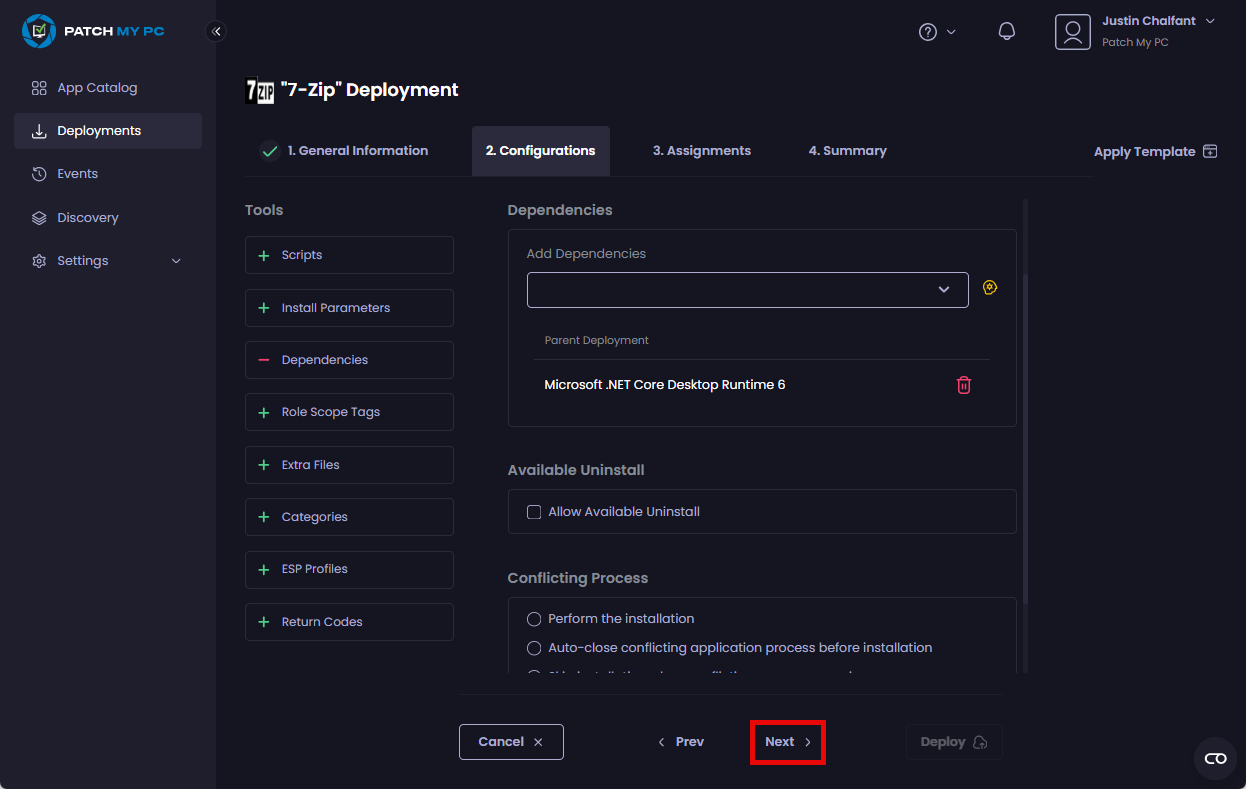 PATCH MY PC
Justin Chalfant
Patch My PC
App Catalog
Deployments
Events
Discovery
Settings
7ZIP "7-Zip" Deployment
1. General Information
2. Configurations
3. Assignments
4. Summary
Apply Template
Tools
Scripts
Install Parameters
Dependencies
Role Scope Tags
Extra Files
Categories
ESP Profiles
Return Codes
Dependencies
Add Dependencies
Parent Deployment
Microsoft .NET Core Desktop Runtime 6
Available Uninstall
Allow Available Uninstall
Conflicting Process
Perform the installation
Auto-close conflicting application process before installation
Cancel
Prev
Next
Deploy